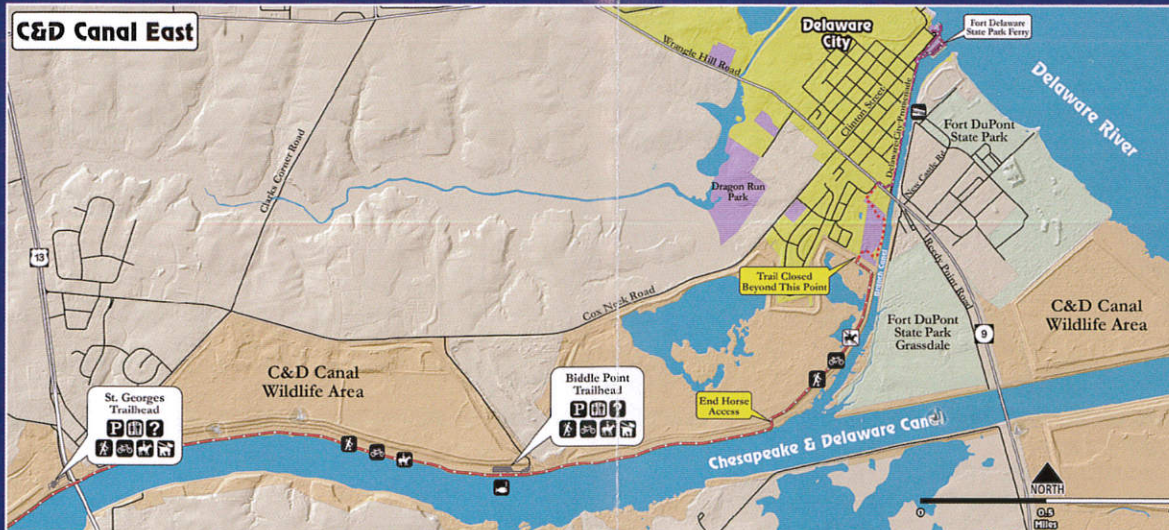 C&D Canal East
Delaware
City
Fort Delaware
State Park Ferry
Delaware River
Wrangle Hill Road
Clinton Street
Delaware City Promenade
Fort DuPont
State Park
New Castle Rd
Clarks Corner Road
Dragon Run
Park
13
Reedy Point Road
Trail Closed
Beyond This Point
Branch Canal
Cox Neck Road
C&D Canal
Wildlife Area
Fort DuPont
State Park
Grassdale
9
C&D Canal
Wildlife Area
St. Georges
Trailhead
P
?
Biddle Point
Trailhead
P
?
End Horse
Access
Chesapeake & Delaware Canal
NORTH
0
0.5
Miles